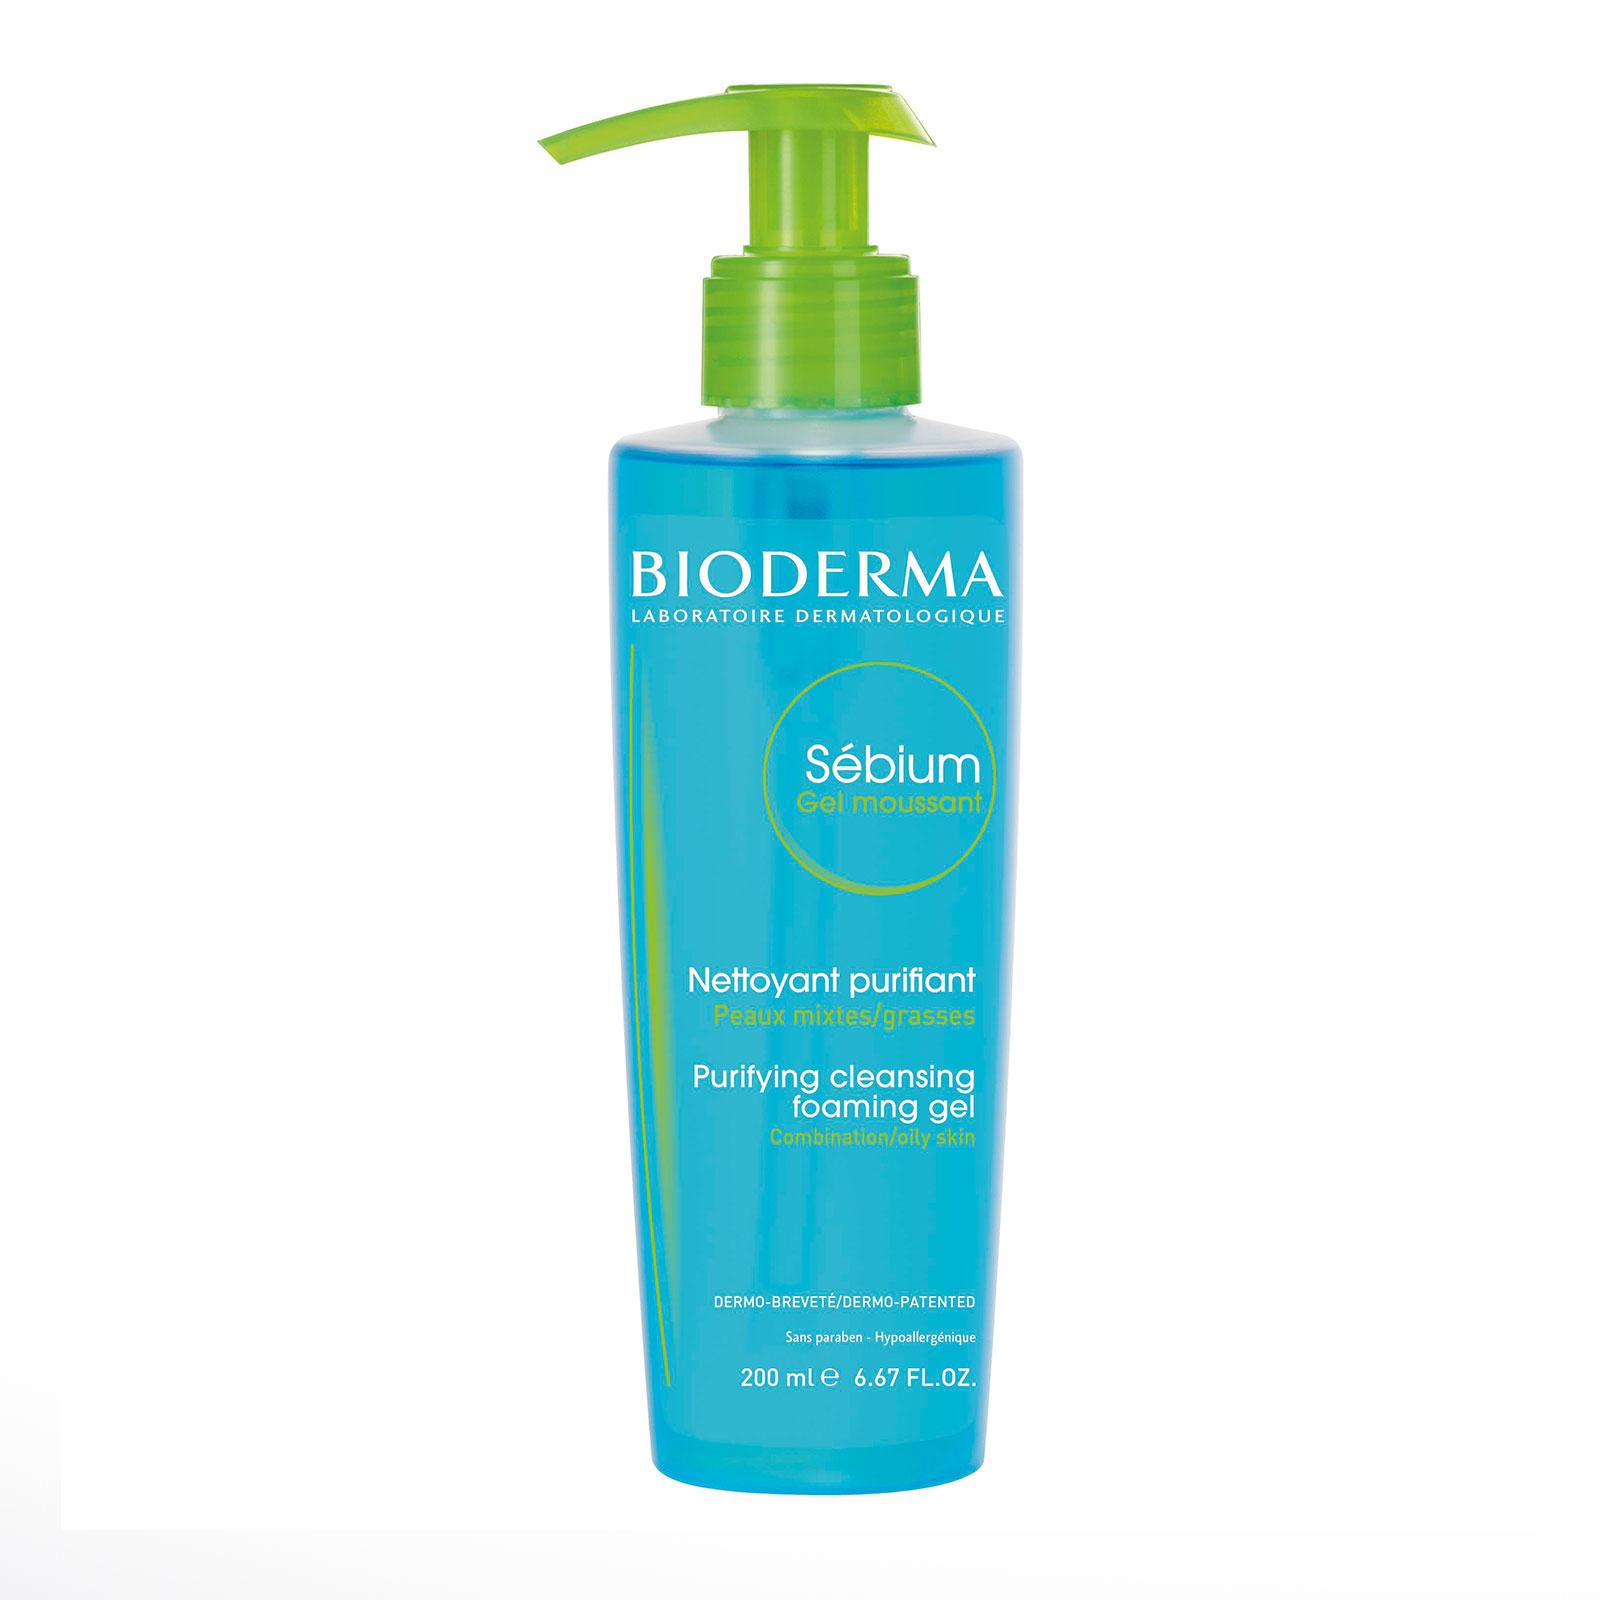 BIODERMA
LABORATOIRE DERMATOLOGIQUE
Sébium
Gel moussant
Nettoyant purifiant
Peaux mixtes/grasses
Purifying cleansing
foaming gel
Combination/oily skin
DERMO-BREVETÉ/DERMO-PATENTED
Sans paraben - Hypoallergénique
200 ml ℮ 6.67 FL.OZ.